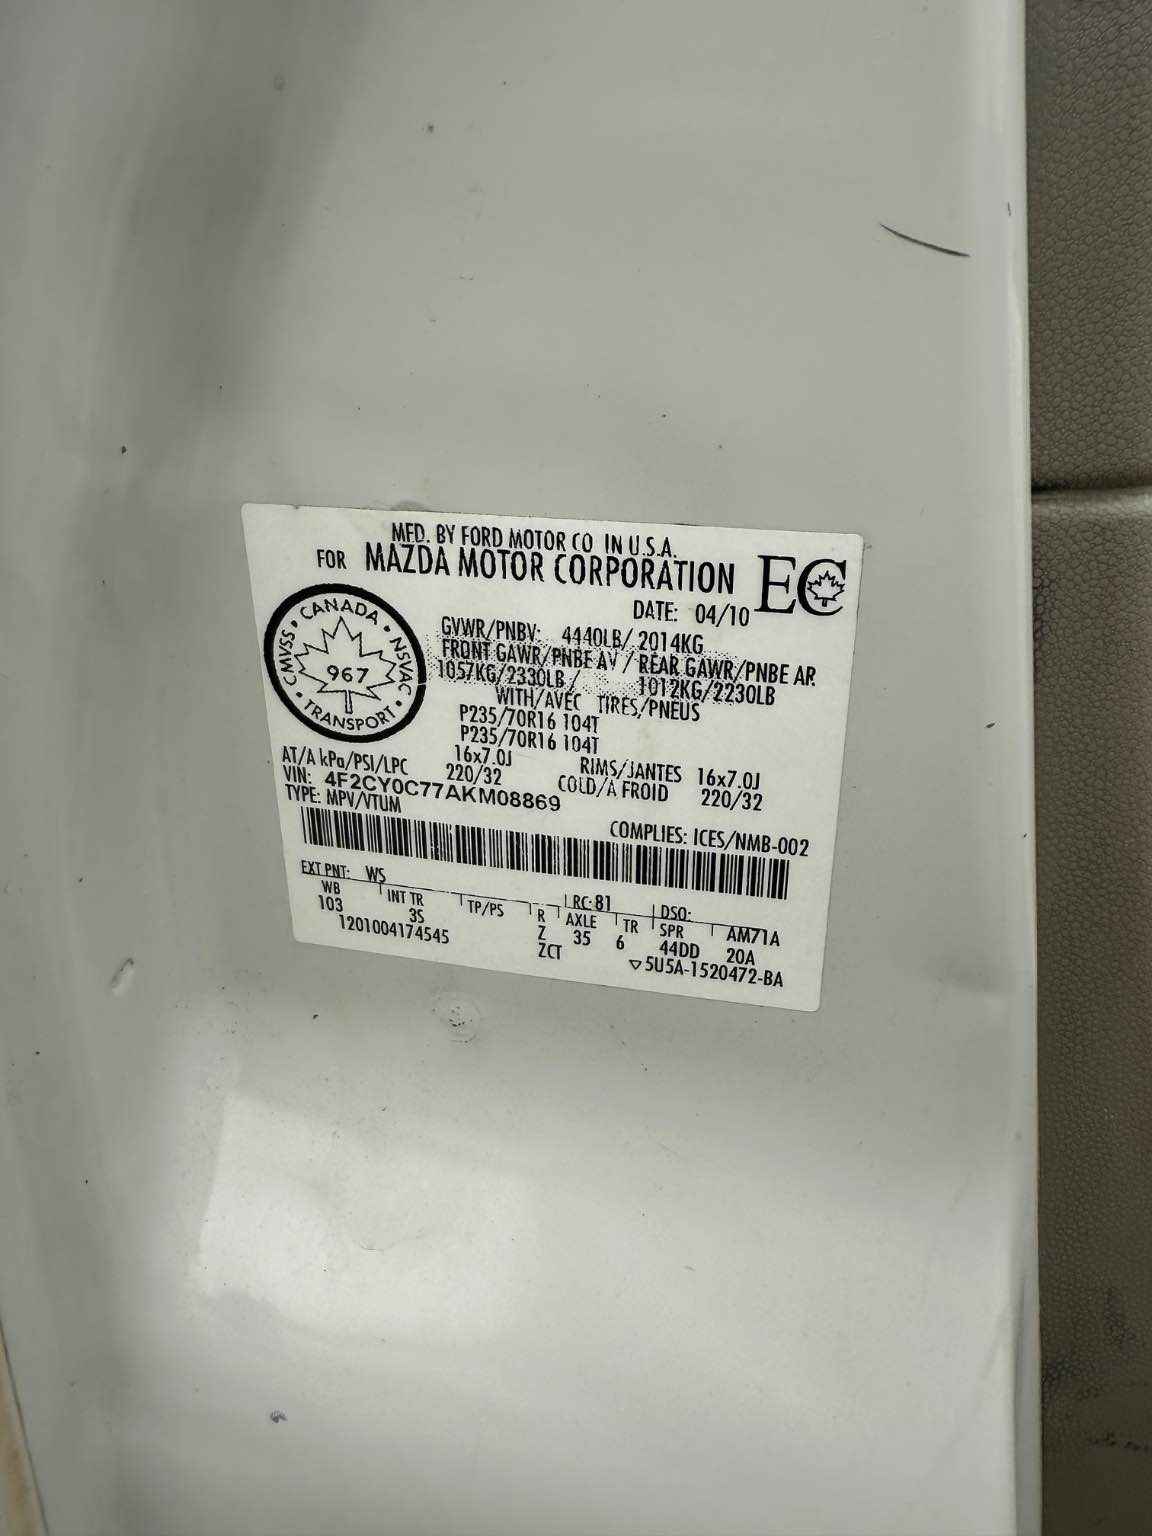 MFD. BY FORD MOTOR CO IN U.S.A.
FOR MAZDA MOTOR CORPORATION
EC
DATE: 04/10
CANADA • NSVAC • TRANSPORT • CMVSS •
967
GVWR/PNBV: 4440LB/ 2014KG
FRONT GAWR/PNBE AV / REAR GAWR/PNBE AR
1057KG/2330LB/ 1012KG/2230LB
WITH/AVEC TIRES/PNEUS
P235/70R16 104T
P235/70R16 104T
16x7.0J RIMS/JANTES 16x7.0J
AT/A kPa/PSI/LPC 220/32 COLD/A FROID 220/32
VIN: 4F2CY0C77AKM08869
TYPE: MPV/VTUM
COMPLIES: ICES/NMB-002
EXT PNT: WS RC: 81 DSO:
WB INT TR TP/PS R AXLE TR SPR AM71A
103 3S Z 35 6 44DD 20A
1201004174545 ZCT
▽5U5A-1520472-BA